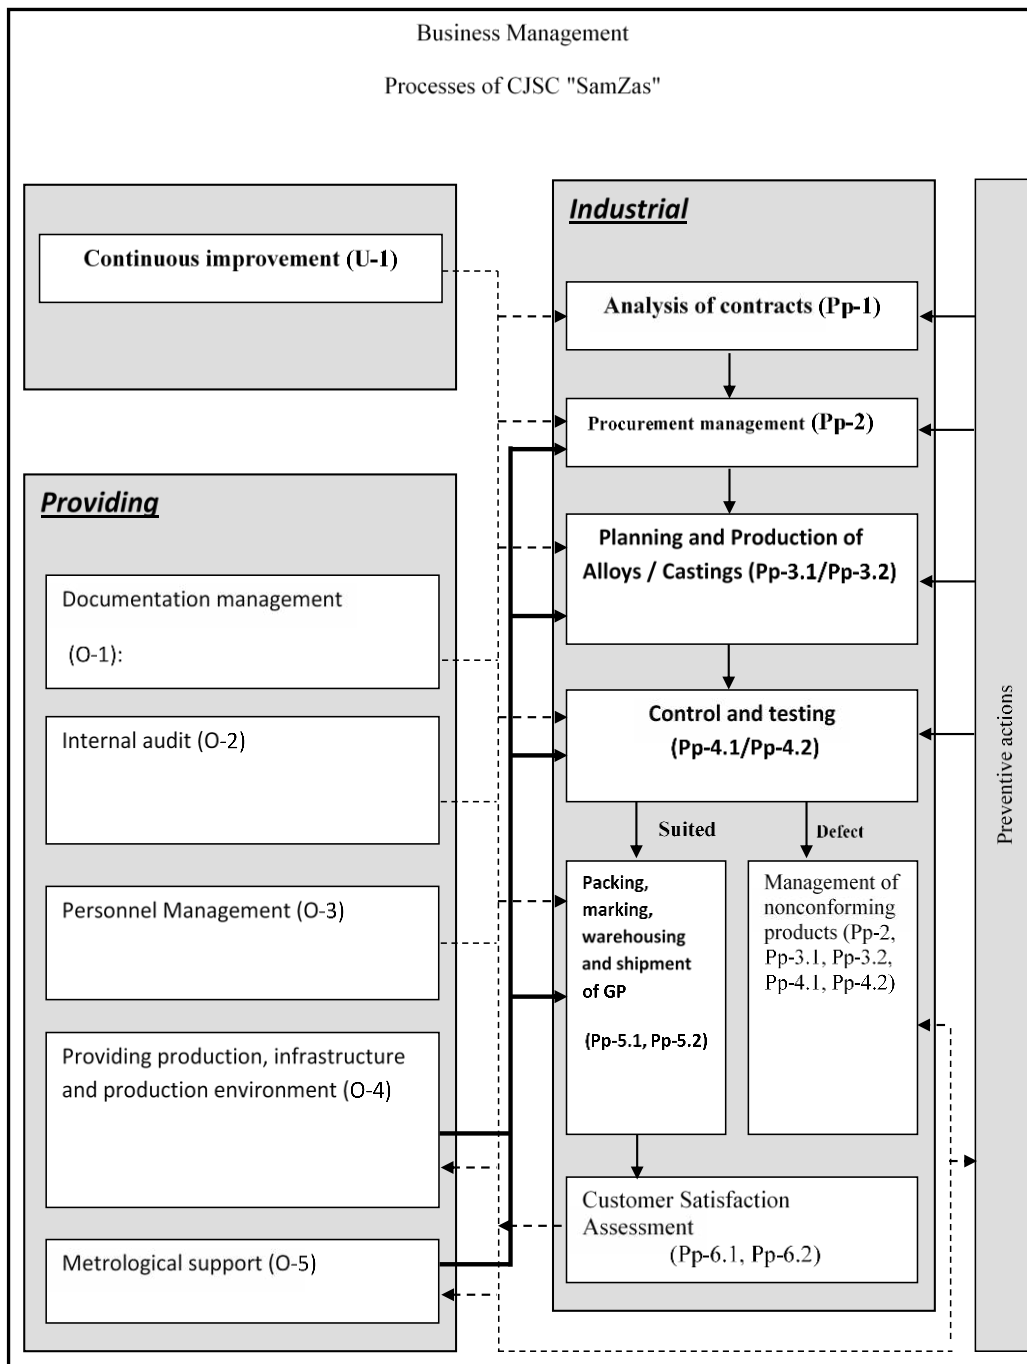 Business Management
Processes of CJSC "SamZas"
Continuous improvement (U-1)
Providing
Documentation management
(O-1):
Internal audit (O-2)
Personnel Management (O-3)
Providing production, infrastructure
and production environment (O-4)
Metrological support (O-5)
Industrial
Analysis of contracts (Pp-1)
Procurement management (Pp-2)
Planning and Production of
Alloys / Castings (Pp-3.1/Pp-3.2)
Control and testing
(Pp-4.1/Pp-4.2)
Suited
Defect
Packing,
marking,
warehousing
and shipment
of GP
(Pp-5.1, Pp-5.2)
Management of
nonconforming
products (Pp-2,
Pp-3.1, Pp-3.2,
Pp-4.1, Pp-4.2)
Customer Satisfaction
Assessment
(Pp-6.1, Pp-6.2)
Preventive actions